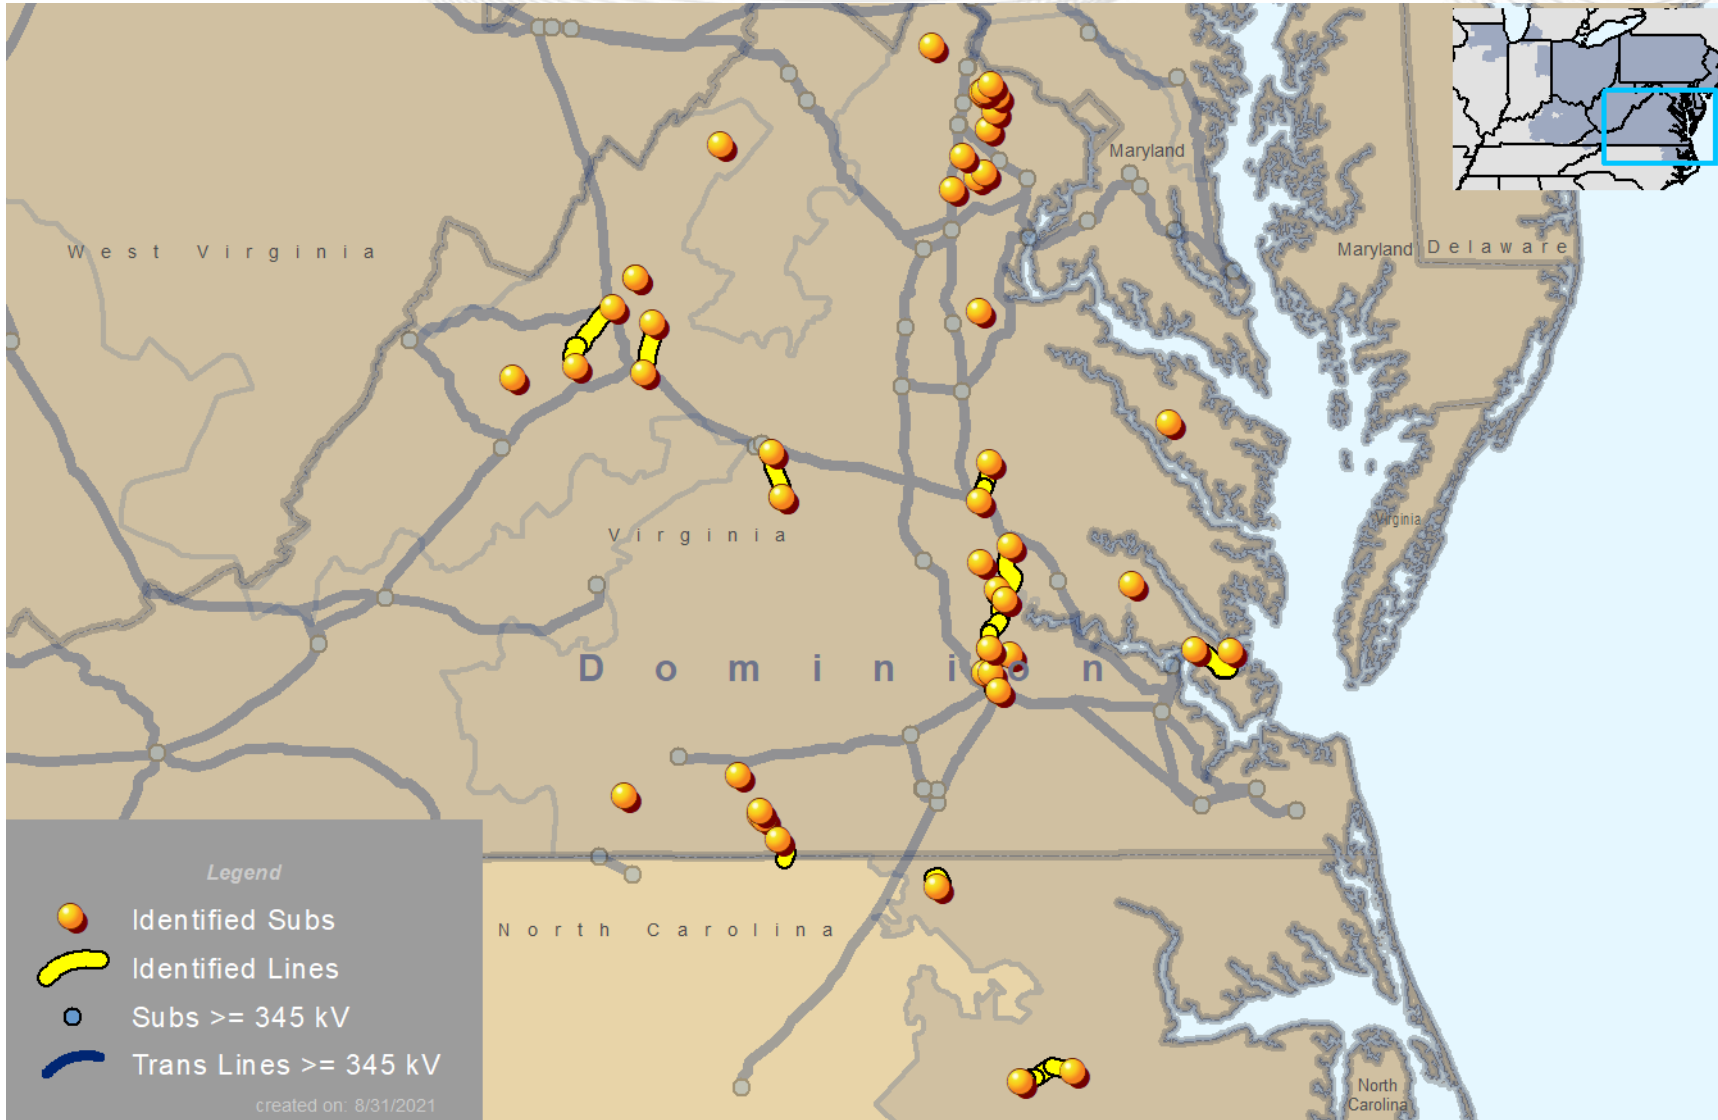 Maryland
West Virginia
Maryland
Delaware
Virginia
Virginia
Dominion
North Carolina
Legend
Identified Subs
Identified Lines
Subs >= 345 kV
Trans Lines >= 345 kV
created on: 8/31/2021
North
Carolina